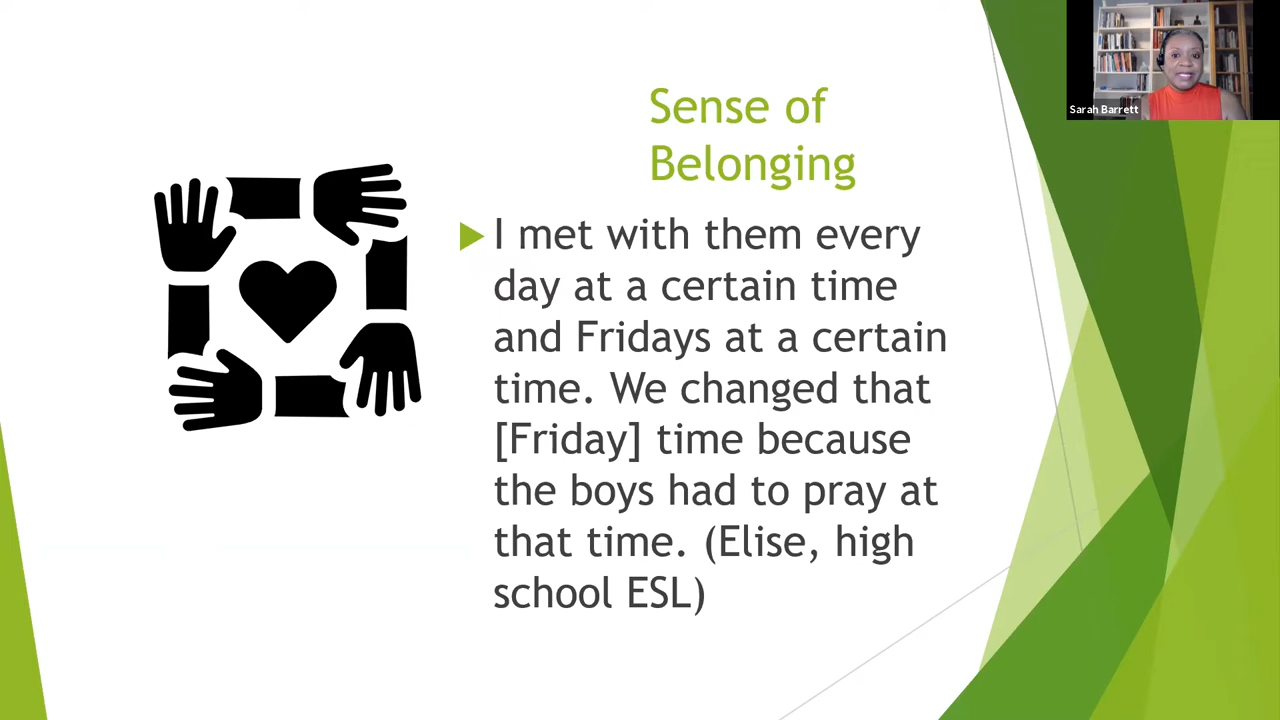 Sense of
Belonging
I met with them every
day at a certain time
and Fridays at a certain
time. We changed that
[Friday] time because
the boys had to pray at
that time. (Elise, high
school ESL)
Sarah Barrett